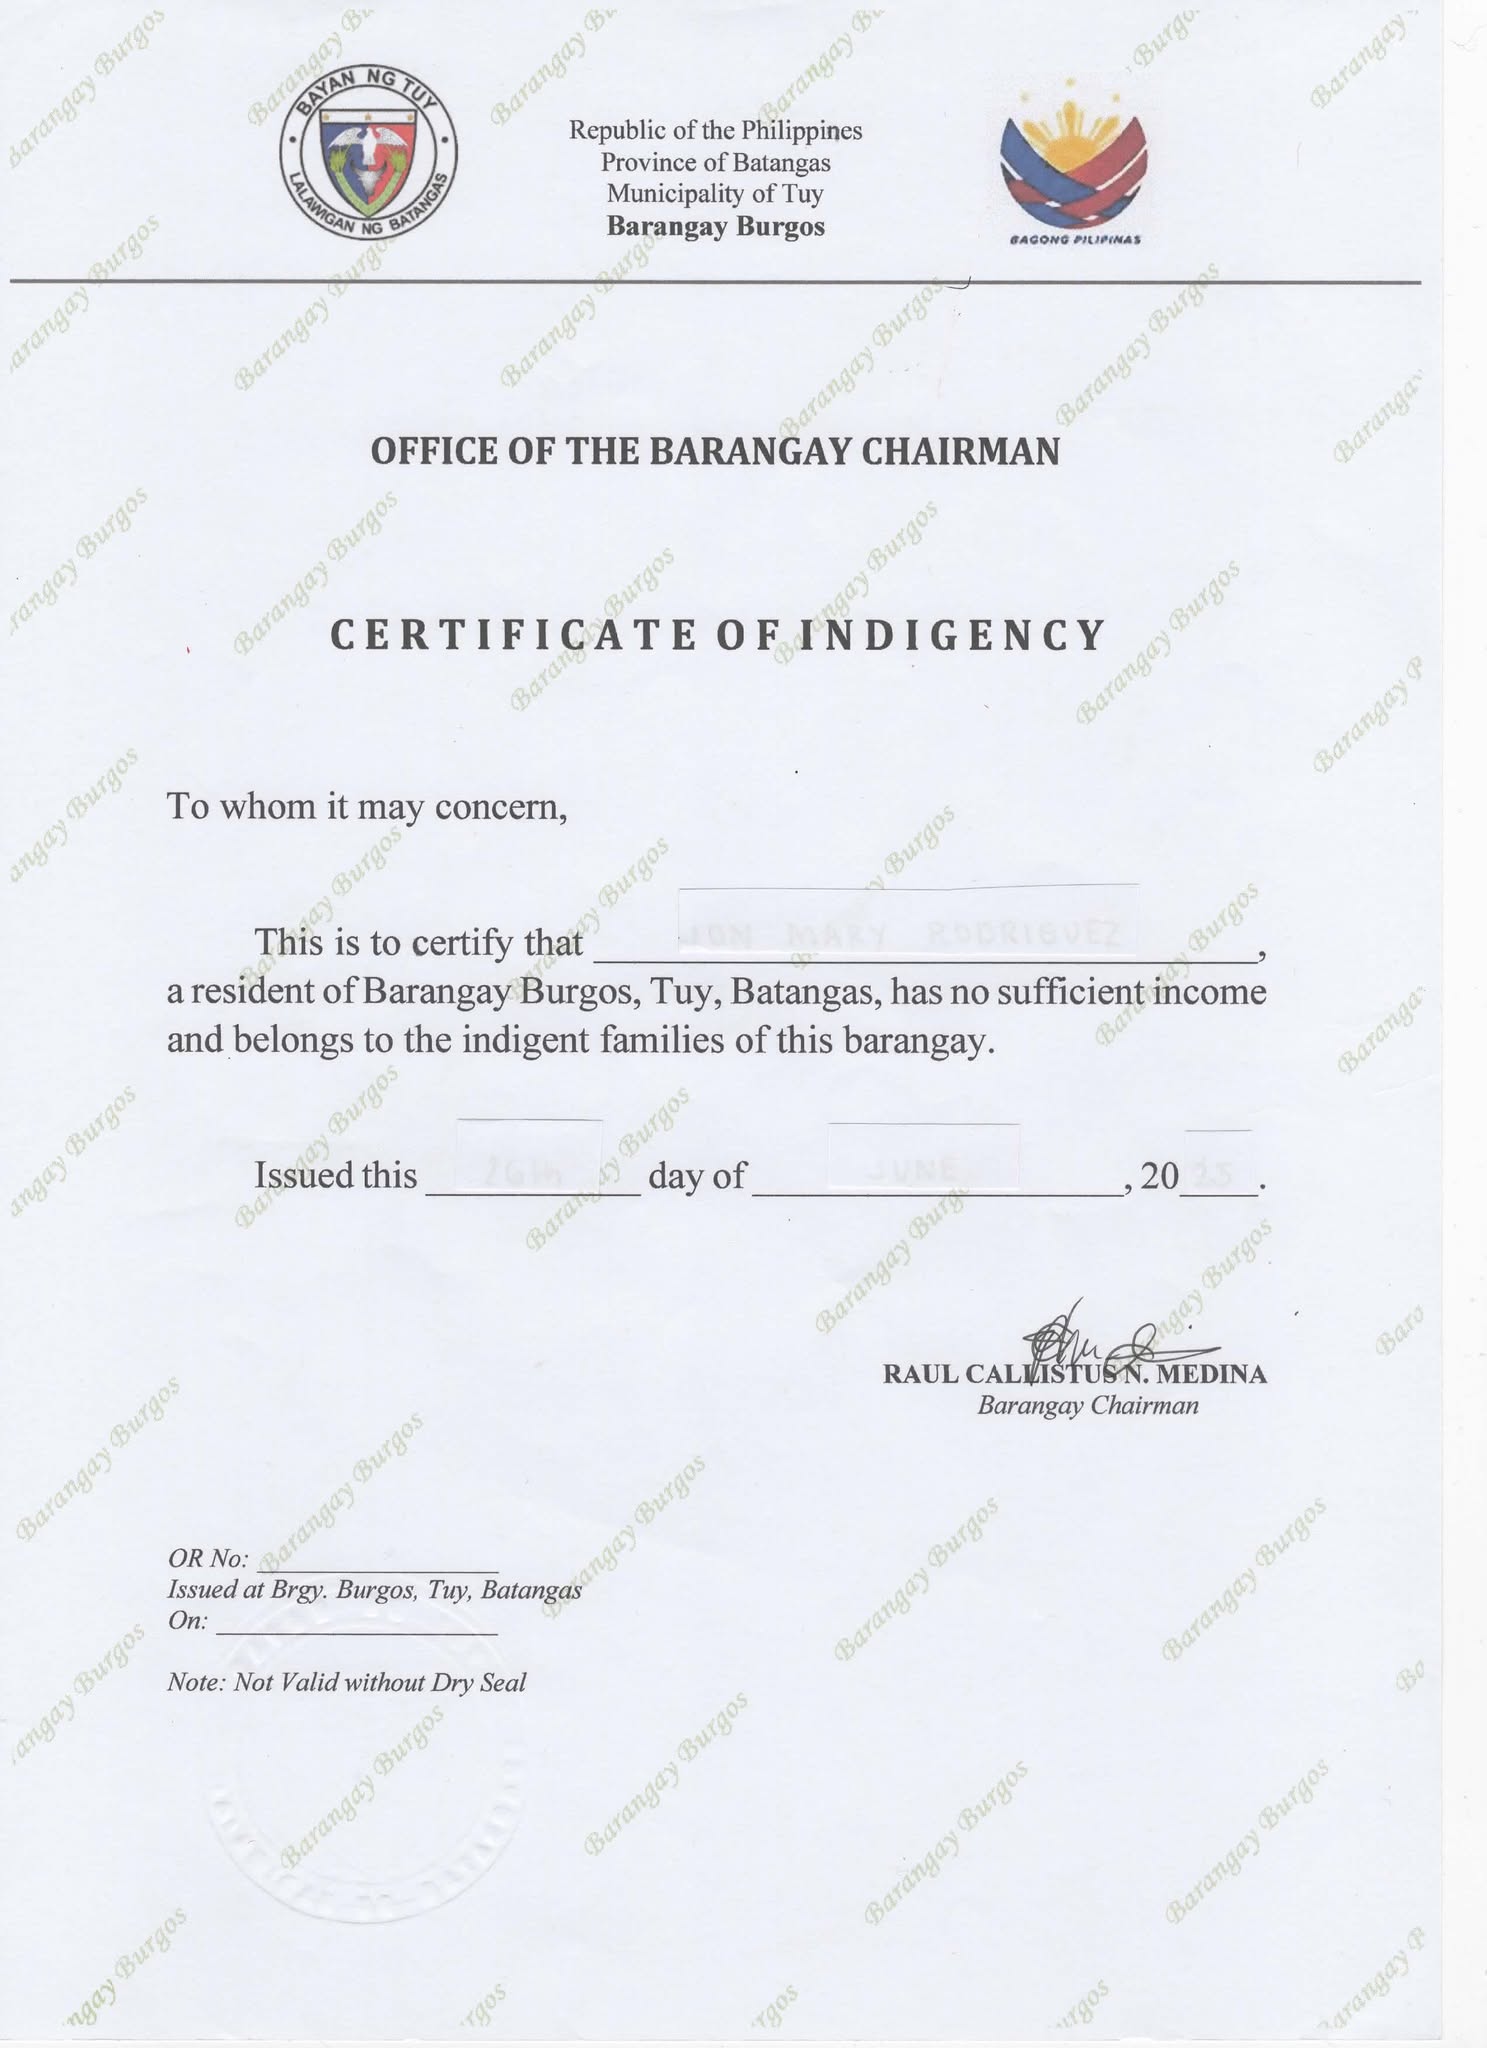 BAYAN NG TUY
LALAWIGAN NG BATANGAS
Republic of the Philippines
Province of Batangas
Municipality of Tuy
Barangay Burgos
BAGONG PILIPINAS
OFFICE OF THE BARANGAY CHAIRMAN
CERTIFICATE OF INDIGENCY
To whom it may concern,
This is to certify that JON MARY RODRIGUEZ,
a resident of Barangay Burgos, Tuy, Batangas, has no sufficient income
and belongs to the indigent families of this barangay.
Issued this 26th day of JUNE, 2025.
RAUL CALLISTUS N. MEDINA
Barangay Chairman
OR No:
Issued at Brgy. Burgos, Tuy, Batangas
On:
Note: Not Valid without Dry Seal
Barangay Burgos